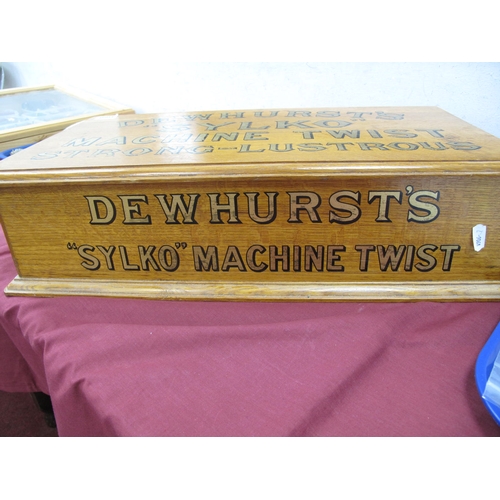 DEWHURST'S
"SYLKO"
MACHINE TWIST
STRONG-LUSTROUS
DEWHURST'S
"SYLKO" MACHINE TWIST